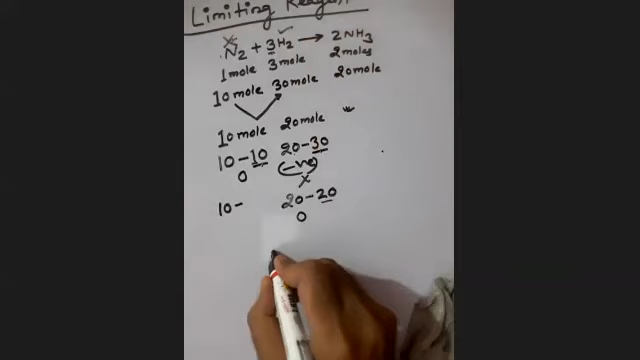 Limiting Reagent
N2 + 3H2 → 2NH3
1mole 3mole 2moles
10mole 30mole 20mole
10mole 20mole
10-10 20-30
0 (-ve)
10- 20-20
0